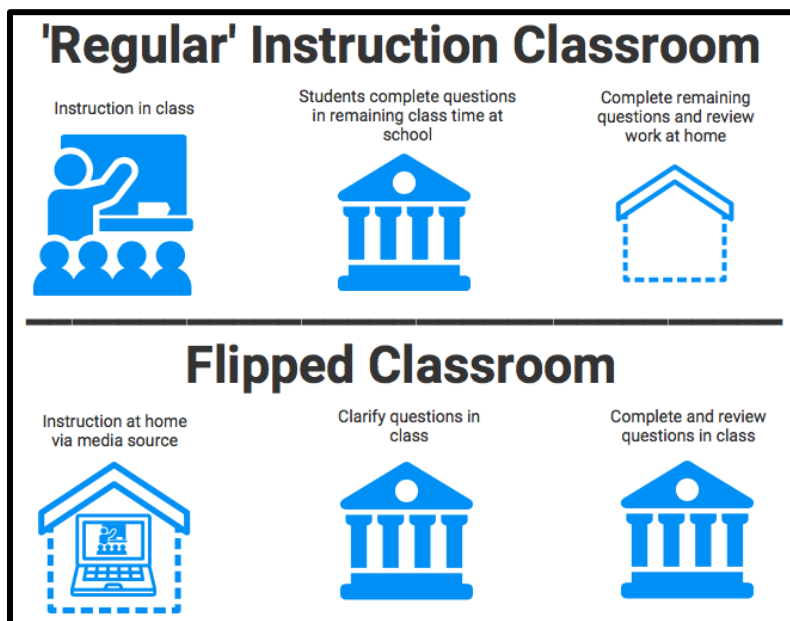 'Regular' Instruction Classroom
Instruction in class
Students complete questions
in remaining class time at
school
Complete remaining
questions and review
work at home
Flipped Classroom
Instruction at home
via media source
Clarify questions in
class
Complete and review
questions in class